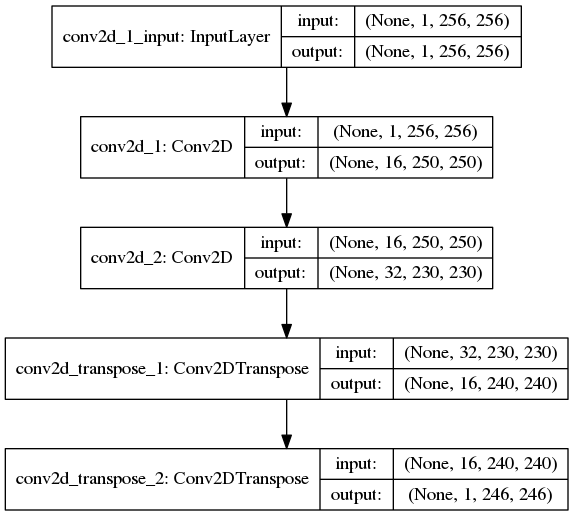 conv2d_1_input: InputLayer
input: (None, 1, 256, 256)
output: (None, 1, 256, 256)
conv2d_1: Conv2D
input: (None, 1, 256, 256)
output: (None, 16, 250, 250)
conv2d_2: Conv2D
input: (None, 16, 250, 250)
output: (None, 32, 230, 230)
conv2d_transpose_1: Conv2DTranspose
input: (None, 32, 230, 230)
output: (None, 16, 240, 240)
conv2d_transpose_2: Conv2DTranspose
input: (None, 16, 240, 240)
output: (None, 1, 246, 246)